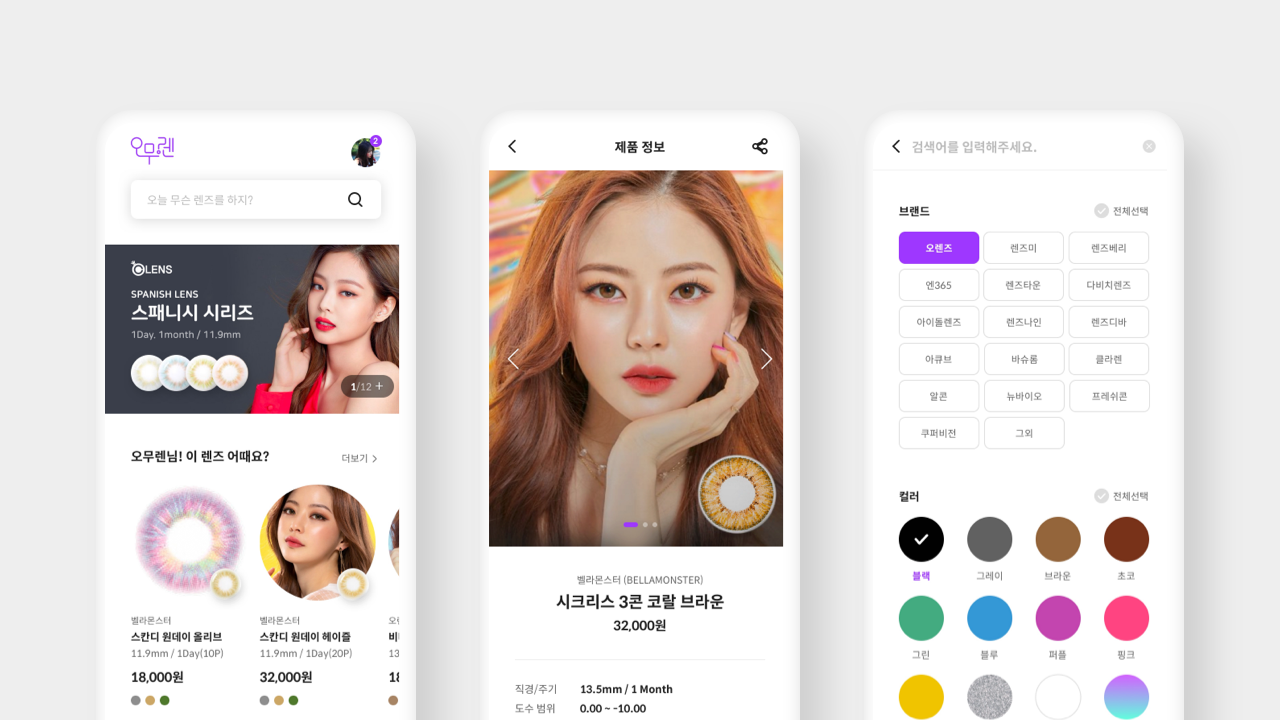 오무렌
2
오늘 무슨 렌즈를 하지?
OLENS
SPANISH LENS
스패니시 시리즈
1Day, 1month / 11.9mm
1/12 +
오무렌님! 이 렌즈 어때요?
더보기
벨라몬스터
스칸디 원데이 올리브
11.9mm / 1Day(10P)
18,000원
벨라몬스터
스칸디 원데이 헤이즐
11.9mm / 1Day(20P)
32,000원
제품 정보
벨라몬스터 (BELLAMONSTER)
시크리스 3콘 코랄 브라운
32,000원
직경/주기 13.5mm / 1 Month
도수 범위 0.00 ~ -10.00
검색어를 입력해주세요.
브랜드
전체선택
오렌즈 렌즈미 렌즈베리
엔365 렌즈타운 다비치렌즈
아이돌렌즈 렌즈나인 렌즈디바
아큐브 바슈롬 클라렌
알콘 뉴바이오 프레쉬콘
쿠퍼비전 그외
컬러
전체선택
블랙 그레이 브라운 초코
그린 블루 퍼플 핑크